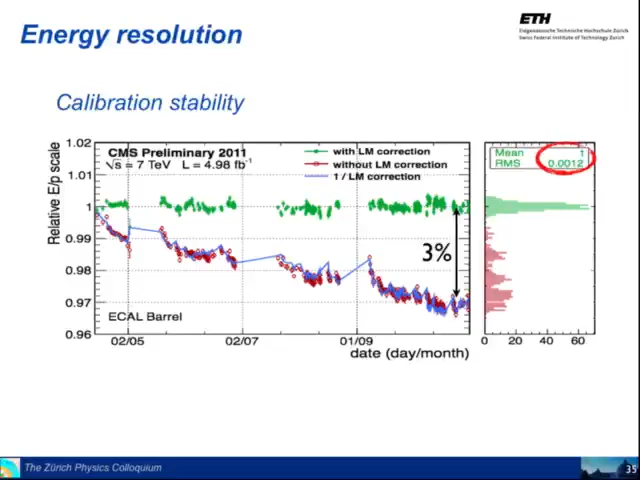 Energy resolution
ETH
Eidgenössische Technische Hochschule Zürich
Swiss Federal Institute of Technology Zurich
Calibration stability
Relative E/p scale
1.02
1.01
1
0.99
0.98
0.97
0.96
CMS Preliminary 2011
√s = 7 TeV L = 4.98 fb⁻¹
with LM correction
without LM correction
1 / LM correction
3%
ECAL Barrel
02/05 02/07 01/09
date (day/month)
Mean 1
RMS 0.0012
0 20 40 60
The Zürich Physics Colloquium
35